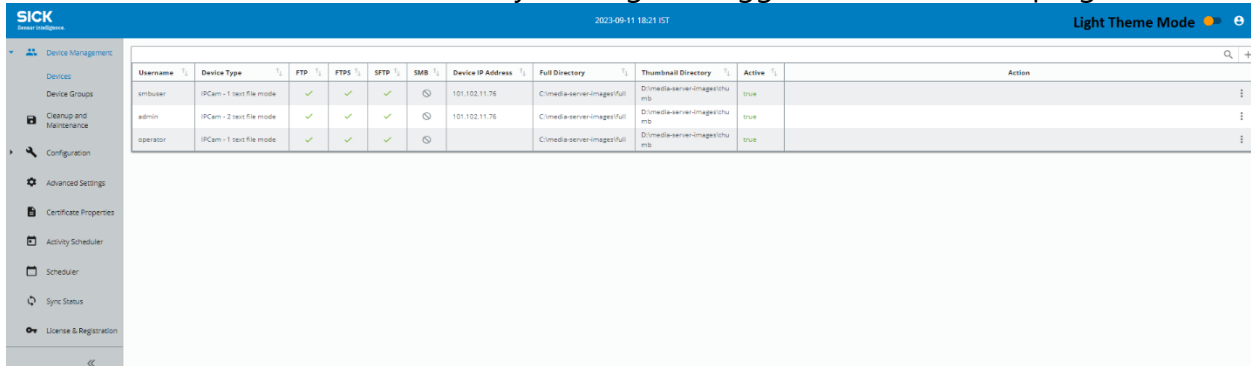 SICK
Sensor Intelligence.
2023-09-11 18:21 IST
Light Theme Mode
Device Management
Devices
Device Groups
Cleanup and
Maintenance
Configuration
Advanced Settings
Certificate Properties
Activity Scheduler
Scheduler
Sync Status
License & Registration
Username Device Type FTP FTPS SFTP SMB Device IP Address Full Directory Thumbnail Directory Active Action
smbuser IPCam - 1 text file mode 101.102.11.76 C:\media-server-images\full D:\media-server-images\thu
mb true
admin IPCam - 2 text file mode 101.102.11.76 C:\media-server-images\full D:\media-server-images\thu
mb true
operator IPCam - 1 text file mode C:\media-server-images\full D:\media-server-images\thu
mb true